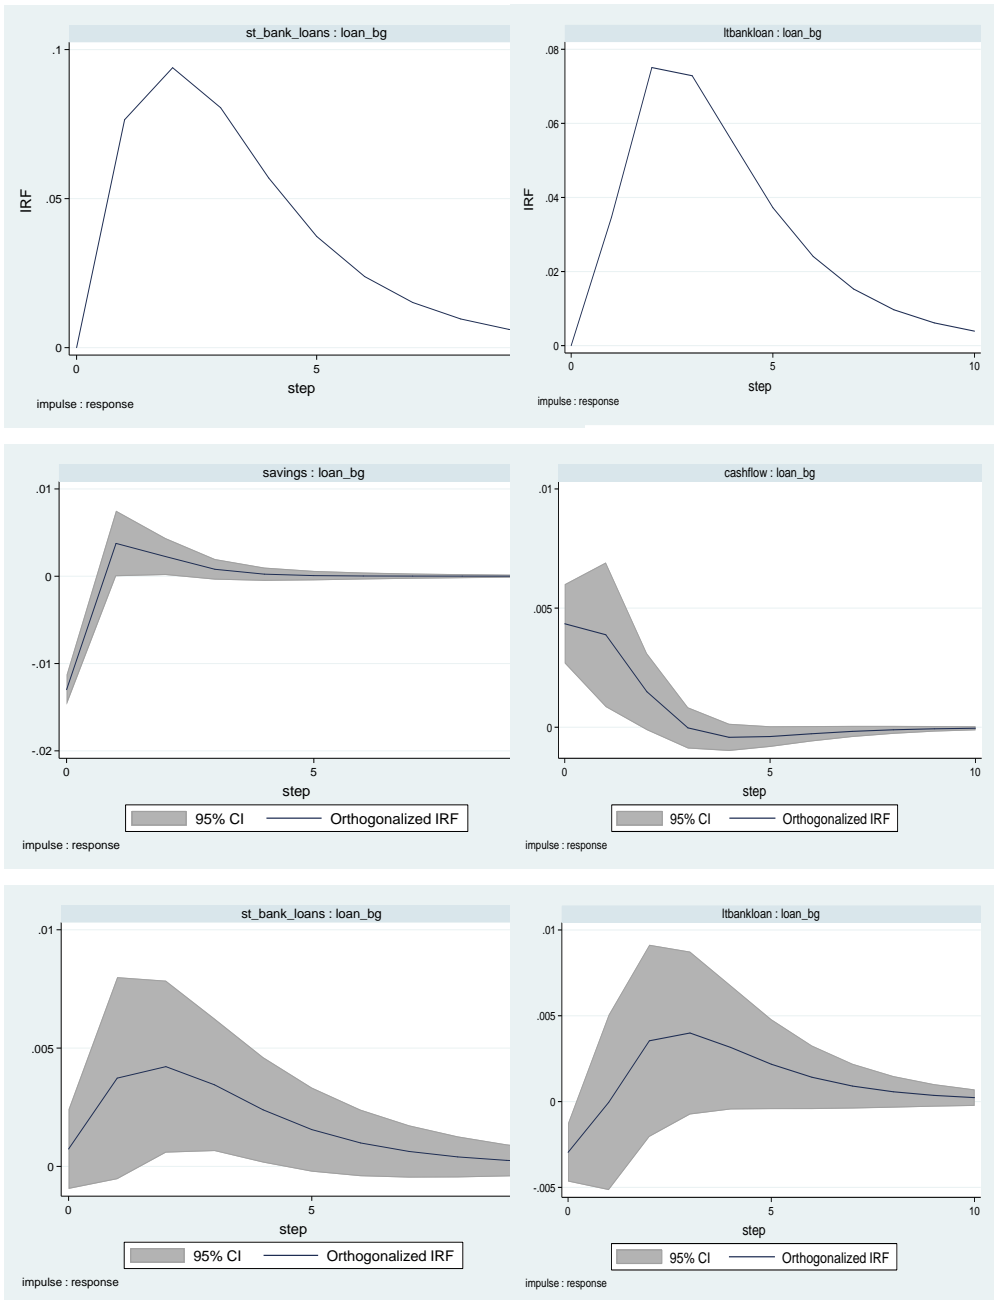 st_bank_loans : loan_bg
.1
.05
0
IRF
0
5
step
impulse : response
ltbankloan : loan_bg
.08
.06
.04
.02
0
IRF
0
5
10
step
impulse : response
savings : loan_bg
.01
0
-.01
-.02
0
5
step
95% CI
Orthogonalized IRF
impulse : response
cashflow : loan_bg
.01
.005
0
0
5
10
step
95% CI
Orthogonalized IRF
impulse : response
st_bank_loans : loan_bg
.01
.005
0
0
5
step
95% CI
Orthogonalized IRF
impulse : response
ltbankloan : loan_bg
.01
.005
0
-.005
0
5
10
step
95% CI
Orthogonalized IRF
impulse : response